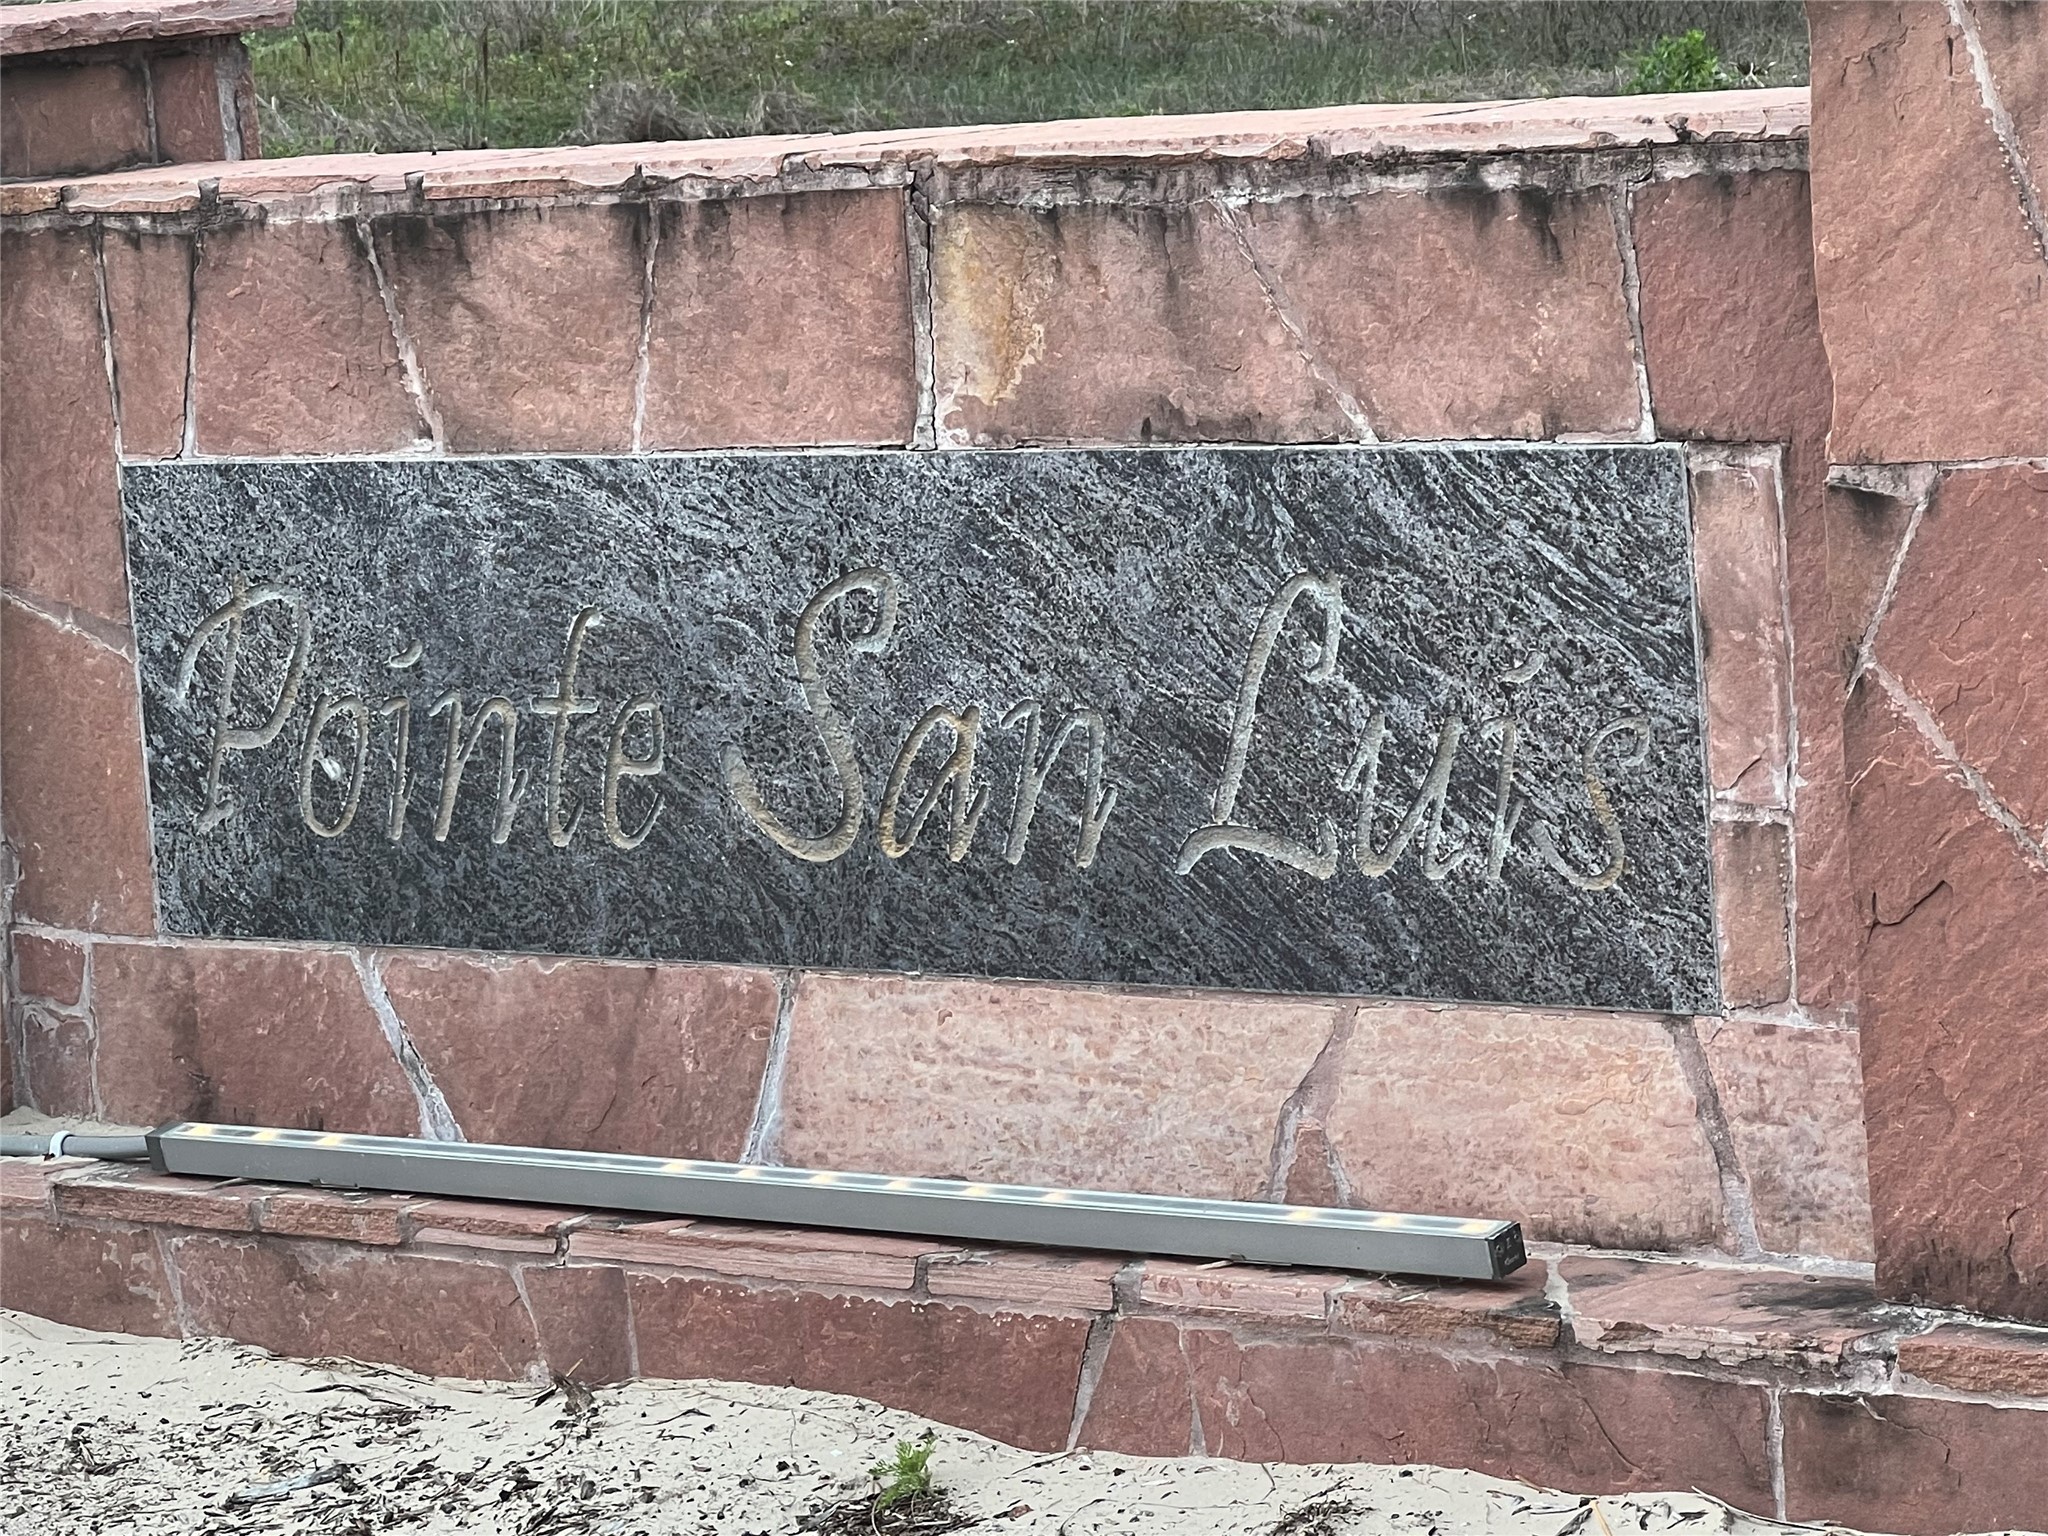 Pointe San Luis